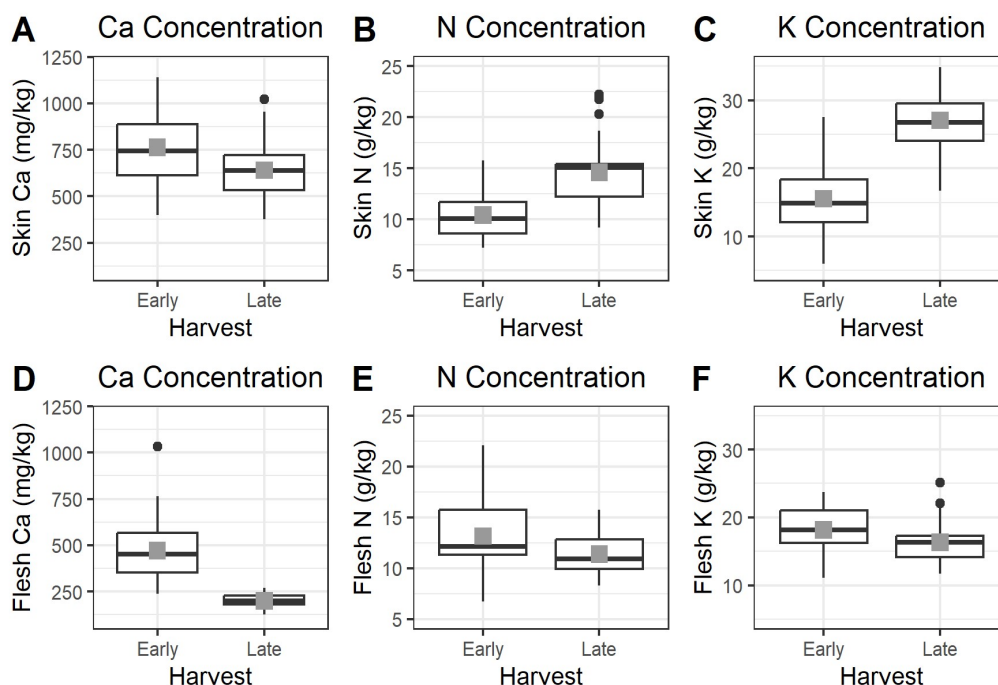 A Ca Concentration
Skin Ca (mg/kg)
1250
1000
750
500
250
Early Late
Harvest
B N Concentration
Skin N (g/kg)
25
20
15
10
5
Early Late
Harvest
C K Concentration
Skin K (g/kg)
30
20
10
Early Late
Harvest
D Ca Concentration
Flesh Ca (mg/kg)
1250
1000
750
500
250
Early Late
Harvest
E N Concentration
Flesh N (g/kg)
25
20
15
10
5
Early Late
Harvest
F K Concentration
Flesh K (g/kg)
30
20
10
Early Late
Harvest